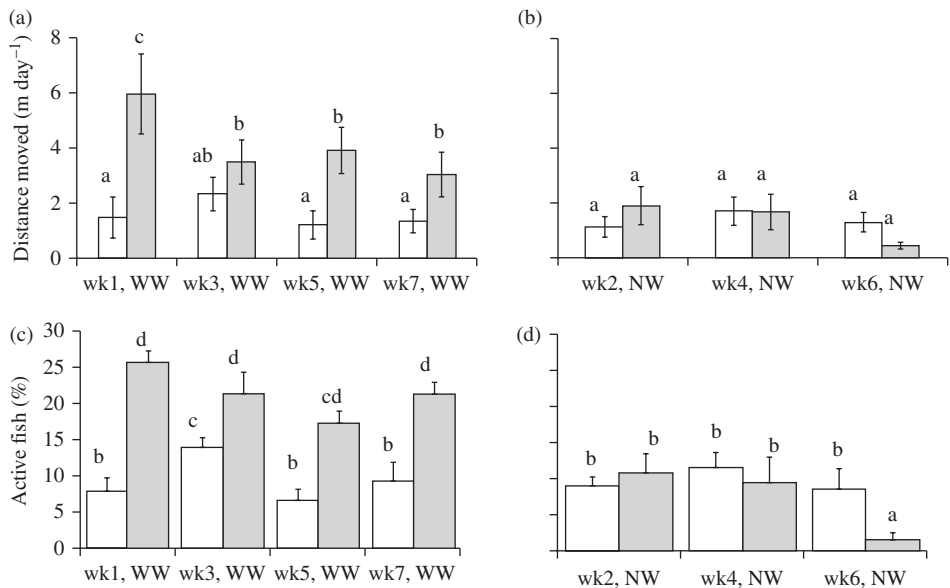 (a)
(b)
Distance moved (m day⁻¹)
8
6
4
2
0
a c ab b a b a b
a a a a a a
wk1, WW wk3, WW wk5, WW wk7, WW
wk2, NW wk4, NW wk6, NW
(c)
(d)
Active fish (%)
30
25
20
15
10
5
0
b d c d b cd b d
b b b b b a
wk1, WW wk3, WW wk5, WW wk7, WW
wk2, NW wk4, NW wk6, NW